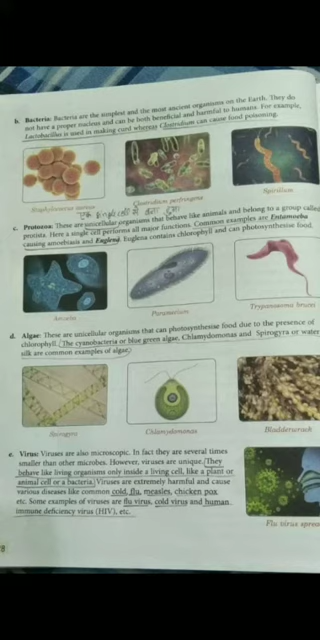 b. Bacteria: Bacteria are the simplest and the most ancient organisms on the Earth. They do
not have a proper nucleus and can be both beneficial and harmful to humans. For example,
Lactobacillus is used in making curd whereas Clostridium can cause food poisoning.
Staphylococcus aureus
Clostridium perfringens
Spirillum
c. Protozoa: These are unicellular organisms that behave like animals and belong to a group called
protista. Here a single cell performs all major functions. Common examples are Entamoeba
causing amoebiasis and Euglena. Euglena contains chlorophyll and can photosynthesise food.
Amoeba
Paramecium
Trypanosoma brucei
d. Algae: These are unicellular organisms that can photosynthesise food due to the presence of
chlorophyll. The cyanobacteria or blue green algae, Chlamydomonas and Spirogyra or water
silk are common examples of algae.
Spirogyra
Chlamydomonas
Bladderwrack
e. Virus: Viruses are also microscopic. In fact they are several times
smaller than other microbes. However, viruses are unique. They
behave like living organisms only inside a living cell, like a plant or
animal cell or a bacteria. Viruses are extremely harmful and cause
various diseases like common cold, flu, measles, chicken pox
etc. Some examples of viruses are flu virus, cold virus and human
immune deficiency virus (HIV), etc.
Flu virus
8